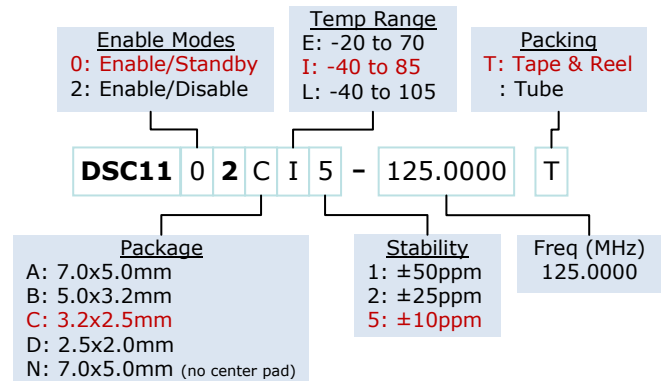 Enable Modes
0: Enable/Standby
2: Enable/Disable
Temp Range
E: -20 to 70
I: -40 to 85
L: -40 to 105
Packing
T: Tape & Reel
: Tube
DSC11 0 2 C I 5 – 125.0000 T
Package
A: 7.0x5.0mm
B: 5.0x3.2mm
C: 3.2x2.5mm
D: 2.5x2.0mm
N: 7.0x5.0mm (no center pad)
Stability
1: ±50ppm
2: ±25ppm
5: ±10ppm
Freq (MHz)
125.0000